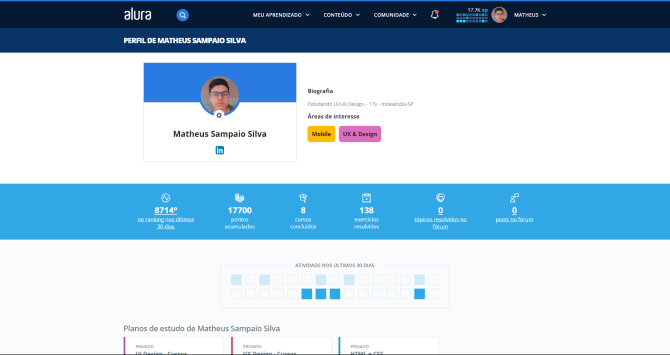 alura
MEU APRENDIZADO
CONTEÚDO
COMUNIDADE
17.7K xp
MATHEUS
PERFIL DE MATHEUS SAMPAIO SILVA
Matheus Sampaio Silva
in
Biografia
Estudando UI/UX Design. - 17y - Indaiatuba-SP
Áreas de interesse
Mobile
UX & Design
8714º
no ranking nos últimos
30 dias
17700
pontos
acumulados
8
cursos
concluídos
138
exercícios
resolvidos
0
tópicos resolvidos no
fórum
0
posts no fórum
ATIVIDADE NOS ÚLTIMOS 30 DIAS
Planos de estudo de Matheus Sampaio Silva
PRIVADO
UI Design - Cursos
PRIVADO
UX Design - Cursos
PRIVADO
HTML e CSS